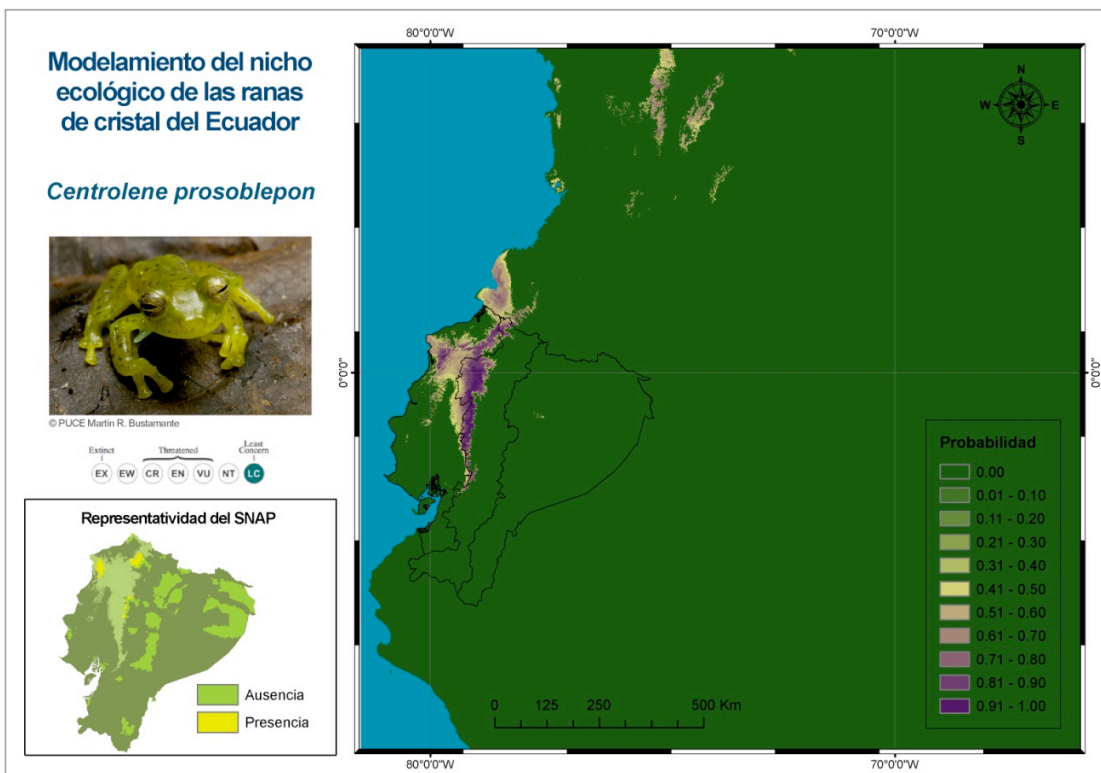 Modelamiento del nicho
ecológico de las ranas
de cristal del Ecuador
Centrolene prosoblepon
© PUCE Martin R. Bustamante
Extinct
Threatened
Least
Concern
EX EW CR EN VU NT LC
Representatividad del SNAP
Ausencia
Presencia
80°0'0"W 70°0'0"W
N
W E
S
0°0'0"
0°0'0"
Probabilidad
0.00
0.01 - 0.10
0.11 - 0.20
0.21 - 0.30
0.31 - 0.40
0.41 - 0.50
0.51 - 0.60
0.61 - 0.70
0.71 - 0.80
0.81 - 0.90
0.91 - 1.00
0 125 250 500 Km
80°0'0"W 70°0'0"W